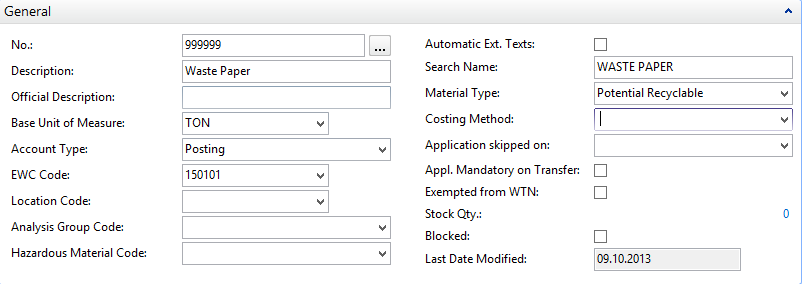 General
No.: 999999 ...
Description: Waste Paper
Official Description:
Base Unit of Measure: TON
Account Type: Posting
EWC Code: 150101
Location Code:
Analysis Group Code:
Hazardous Material Code:
Automatic Ext. Texts:
Search Name: WASTE PAPER
Material Type: Potential Recyclable
Costing Method:
Application skipped on:
Appl. Mandatory on Transfer:
Exempted from WTN:
Stock Qty.: 0
Blocked:
Last Date Modified: 09.10.2013